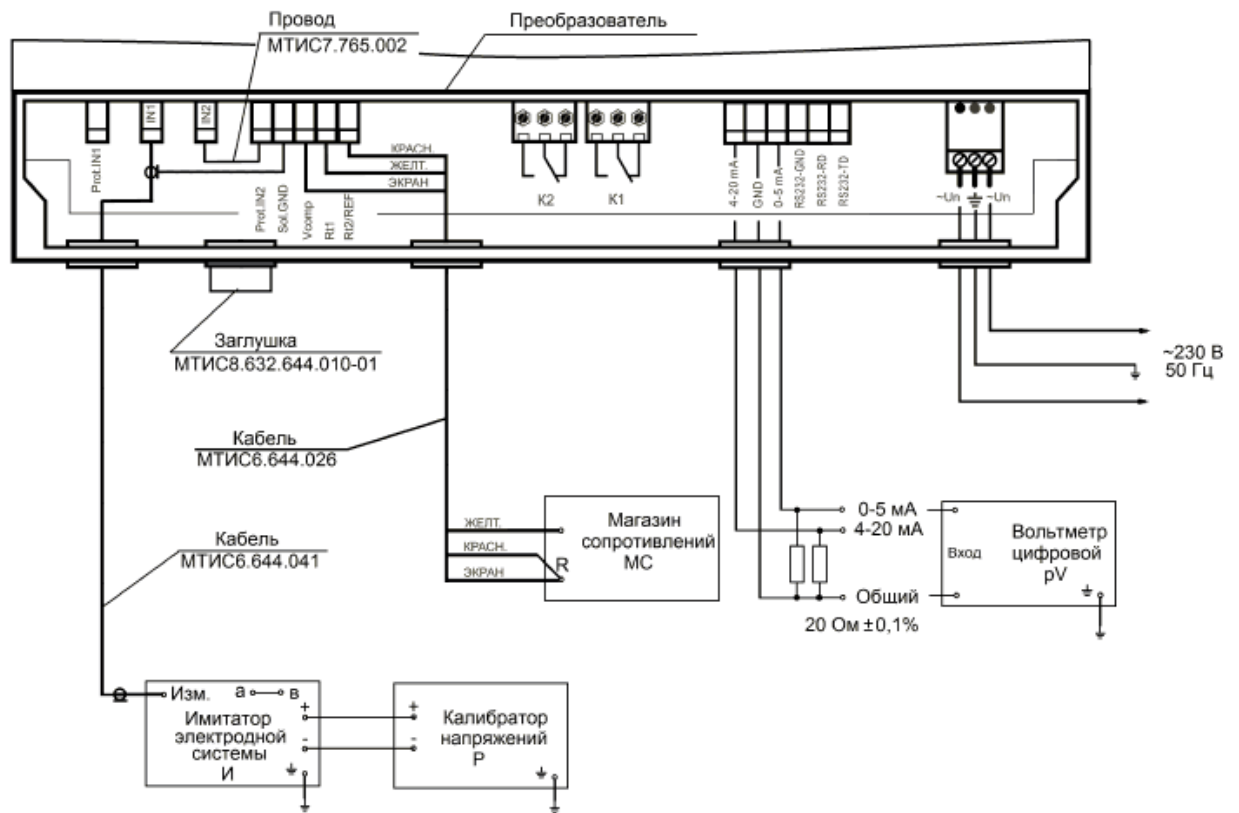 Провод
МТИС7.765.002
Преобразователь
Prot.IN1
IN1
IN2
Prot.IN2
Sol.GND
Vcomp
Rt1
Rt2/REF
КРАСН.
ЖЕЛТ.
ЭКРАН
K2
K1
4-20 mA
GND
0-5 mA
RS232-GND
RS232-RD
RS232-TD
~Un
~Un
Заглушка
МТИС8.632.644.010-01
~230 В
50 Гц
Кабель
МТИС6.644.026
Кабель
МТИС6.644.041
ЖЕЛТ.
КРАСН.
ЭКРАН
R
Магазин
сопротивлений
МС
0-5 мА
4-20 мА
Общий
20 Ом ±0,1%
Вход
Вольтметр
цифровой
pV
Изм.
а
в
+
-
Имитатор
электродной
системы
И
+
-
Калибратор
напряжений
Р